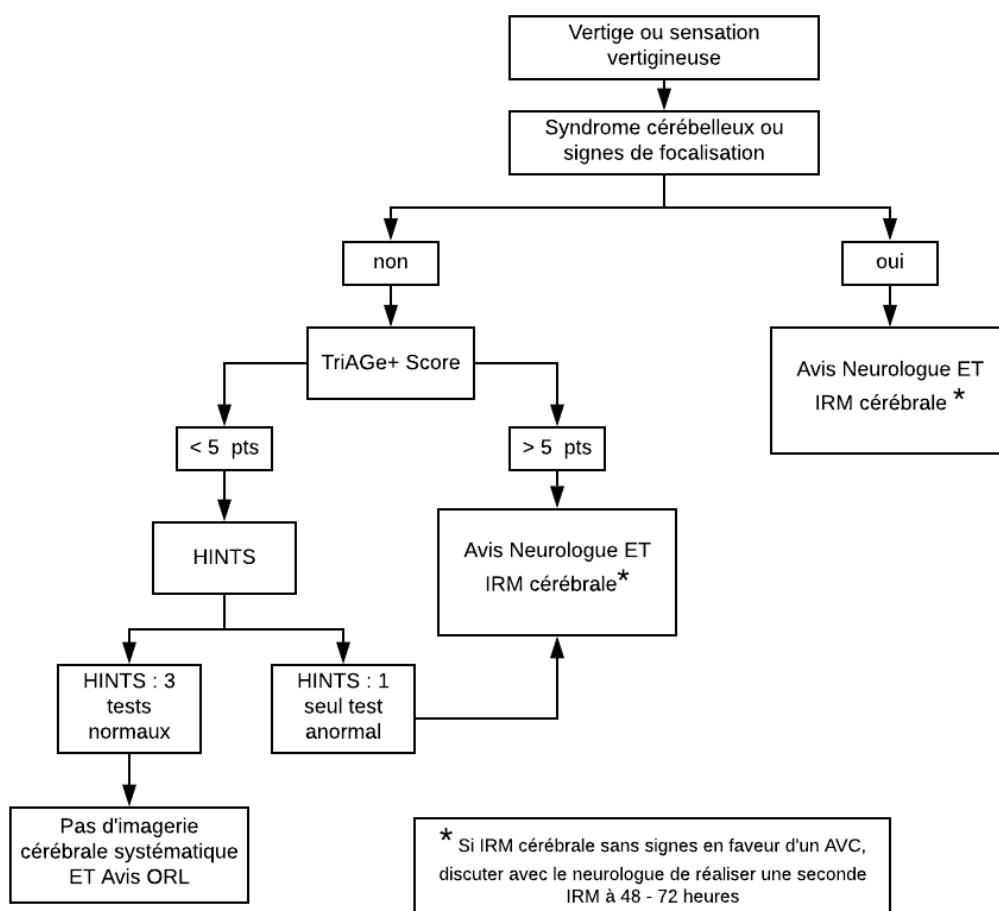 Vertige ou sensation
vertigineuse
Syndrome cérébelleux ou
signes de focalisation
non
oui
TriAGe+ Score
Avis Neurologue ET
IRM cérébrale *
< 5 pts
> 5 pts
HINTS
Avis Neurologue ET
IRM cérébrale*
HINTS : 3
tests
normaux
HINTS : 1
seul test
anormal
Pas d'imagerie
cérébrale systématique
ET Avis ORL
* Si IRM cérébrale sans signes en faveur d'un AVC,
discuter avec le neurologue de réaliser une seconde
IRM à 48 - 72 heures